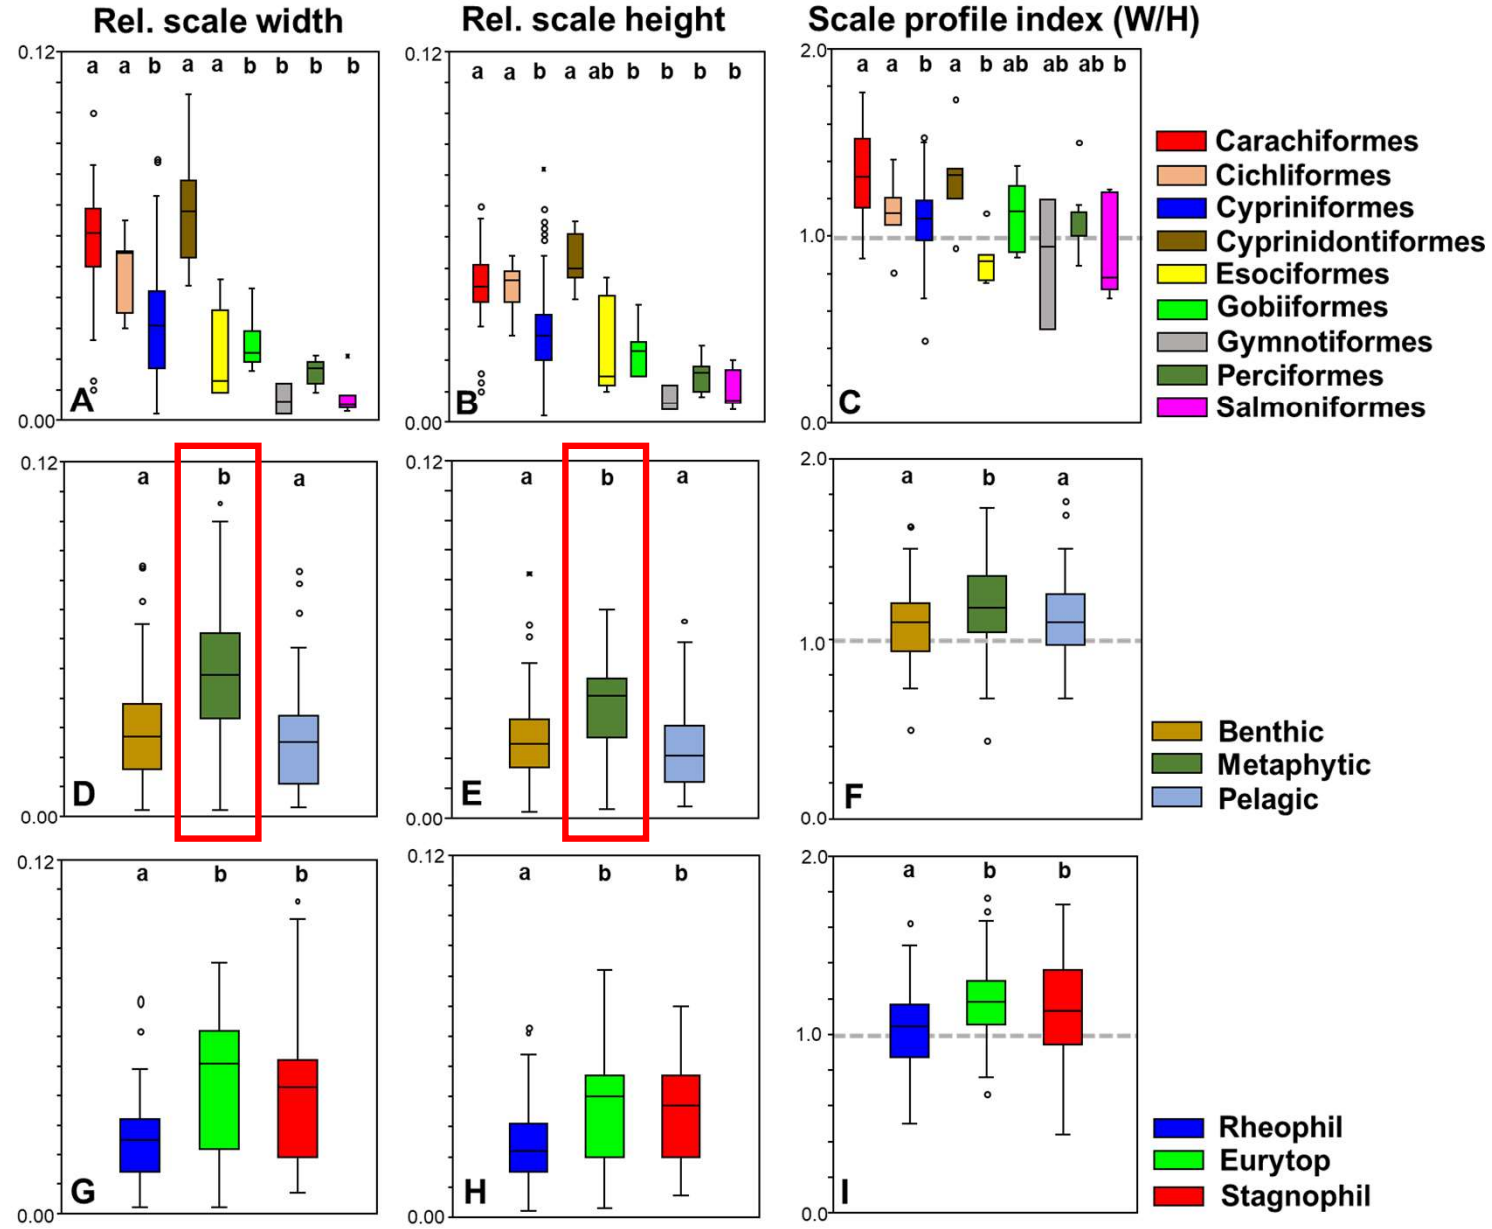 Rel. scale width
Rel. scale height
Scale profile index (W/H)
0.12
a a b a a b b b b
0.00
A
0.12
a a b a ab b b b b
0.00
B
2.0
a a b a b ab ab ab b
1.0
0.0
C
Carachiformes
Cichliformes
Cypriniformes
Cyprinidontiformes
Esociformes
Gobiiformes
Gymnotiformes
Perciformes
Salmoniformes
0.12
a b a
0.00
D
0.12
a b a
0.00
E
2.0
a b a
1.0
0.0
F
Benthic
Metaphytic
Pelagic
0.12
a b b
0.00
G
0.12
a b b
0.00
H
2.0
a b b
1.0
0.0
I
Rheophil
Eurytop
Stagnophil